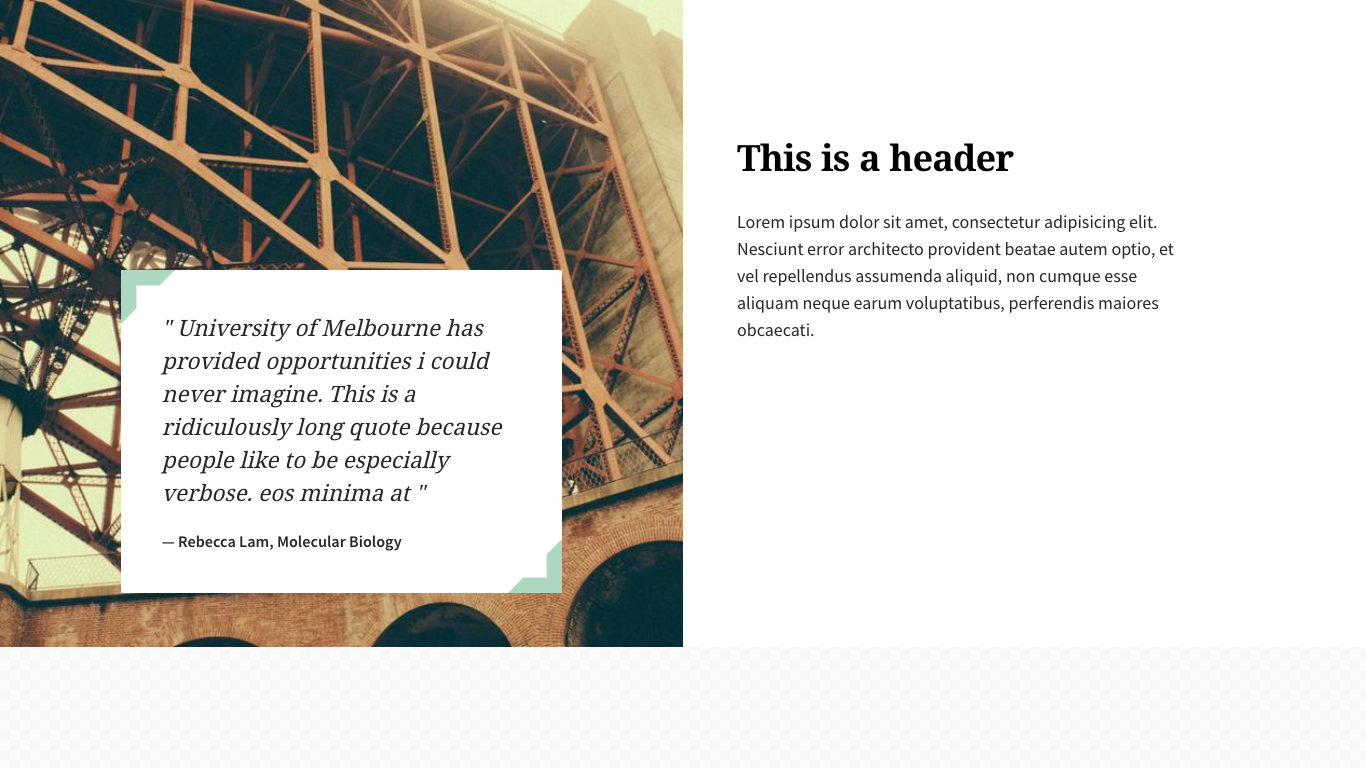 This is a header
Lorem ipsum dolor sit amet, consectetur adipisicing elit.
Nesciunt error architecto provident beatae autem optio, et
vel repellendus assumenda aliquid, non cumque esse
aliquam neque earum voluptatibus, perferendis maiores
obcaecati.
" University of Melbourne has
provided opportunities i could
never imagine. This is a
ridiculously long quote because
people like to be especially
verbose. eos minima at "
— Rebecca Lam, Molecular Biology